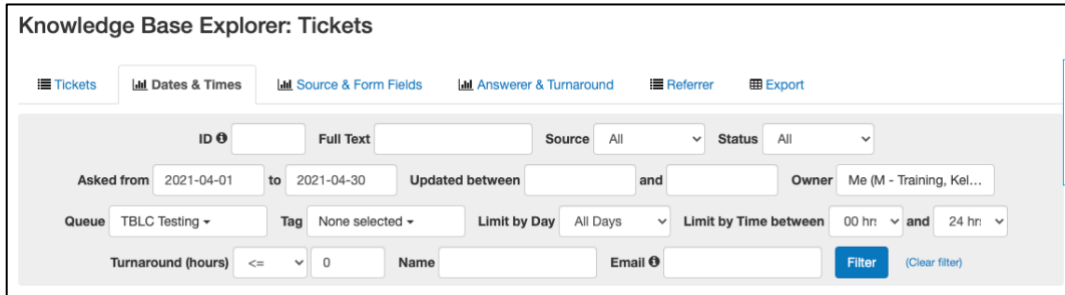 Knowledge Base Explorer: Tickets
Tickets Dates & Times Source & Form Fields Answerer & Turnaround Referrer Export
ID Full Text Source All Status All
Asked from 2021-04-01 to 2021-04-30 Updated between and Owner Me (M - Training, Kel...
Queue TBLC Testing Tag None selected Limit by Day All Days Limit by Time between 00 hr and 24 hr
Turnaround (hours) <= 0 Name Email Filter (Clear filter)